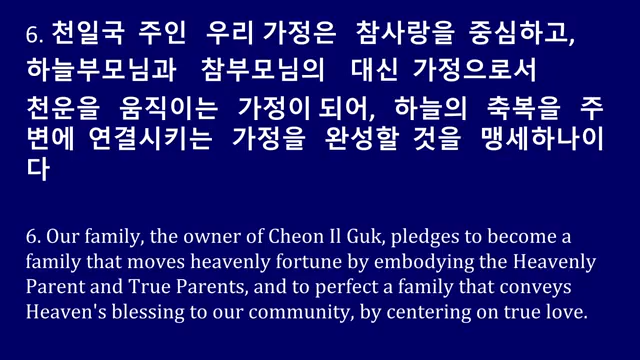 6. 천일국 주인 우리 가정은 참사랑을 중심하고,
하늘부모님과 참부모님의 대신 가정으로서
천운을 움직이는 가정이 되어, 하늘의 축복을 주
변에 연결시키는 가정을 완성할 것을 맹세하나이
다
6. Our family, the owner of Cheon Il Guk, pledges to become a
family that moves heavenly fortune by embodying the Heavenly
Parent and True Parents, and to perfect a family that conveys
Heaven's blessing to our community, by centering on true love.